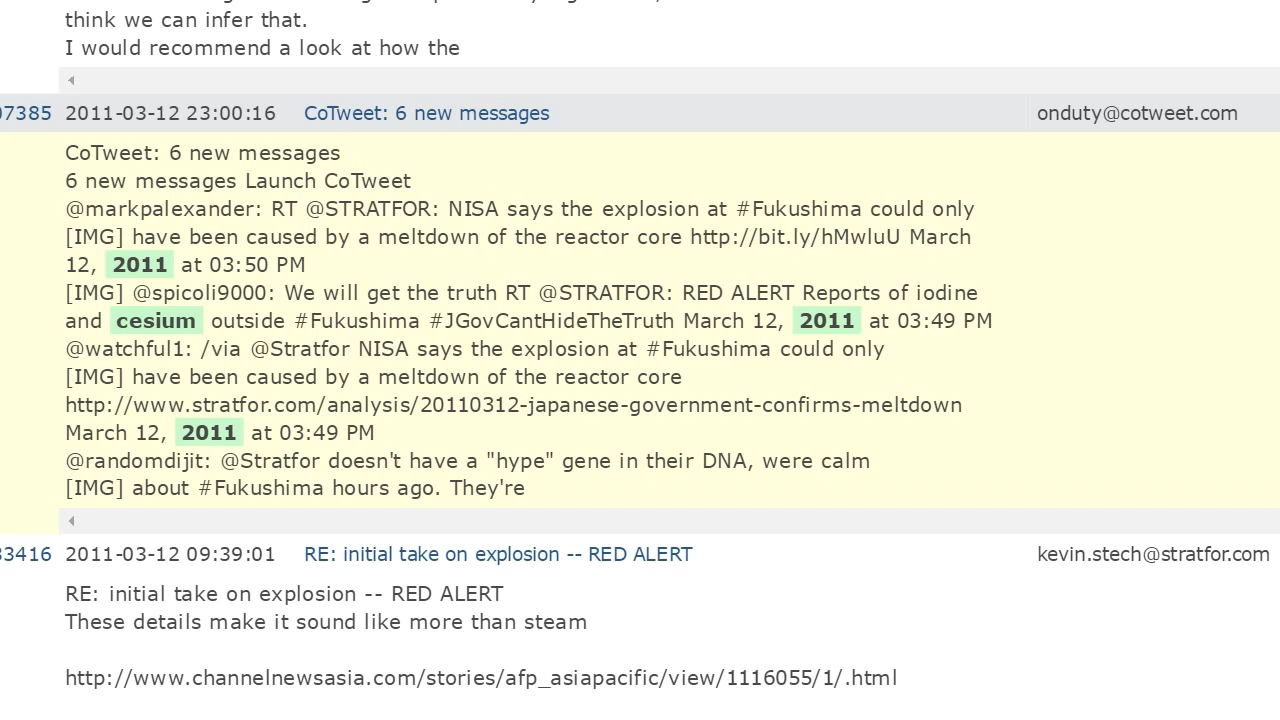 think we can infer that.
I would recommend a look at how the
07385 2011-03-12 23:00:16 CoTweet: 6 new messages onduty@cotweet.com
CoTweet: 6 new messages
6 new messages Launch CoTweet
@markpalexander: RT @STRATFOR: NISA says the explosion at #Fukushima could only
[IMG] have been caused by a meltdown of the reactor core http://bit.ly/hMwluU March
12, 2011 at 03:50 PM
[IMG] @spicoli9000: We will get the truth RT @STRATFOR: RED ALERT Reports of iodine
and cesium outside #Fukushima #JGovCantHideTheTruth March 12, 2011 at 03:49 PM
@watchful1: /via @Stratfor NISA says the explosion at #Fukushima could only
[IMG] have been caused by a meltdown of the reactor core
http://www.stratfor.com/analysis/20110312-japanese-government-confirms-meltdown
March 12, 2011 at 03:49 PM
@randomdijit: @Stratfor doesn't have a "hype" gene in their DNA, were calm
[IMG] about #Fukushima hours ago. They're
83416 2011-03-12 09:39:01 RE: initial take on explosion -- RED ALERT kevin.stech@stratfor.com
RE: initial take on explosion -- RED ALERT
These details make it sound like more than steam
http://www.channelnewsasia.com/stories/afp_asiapacific/view/1116055/1/.html